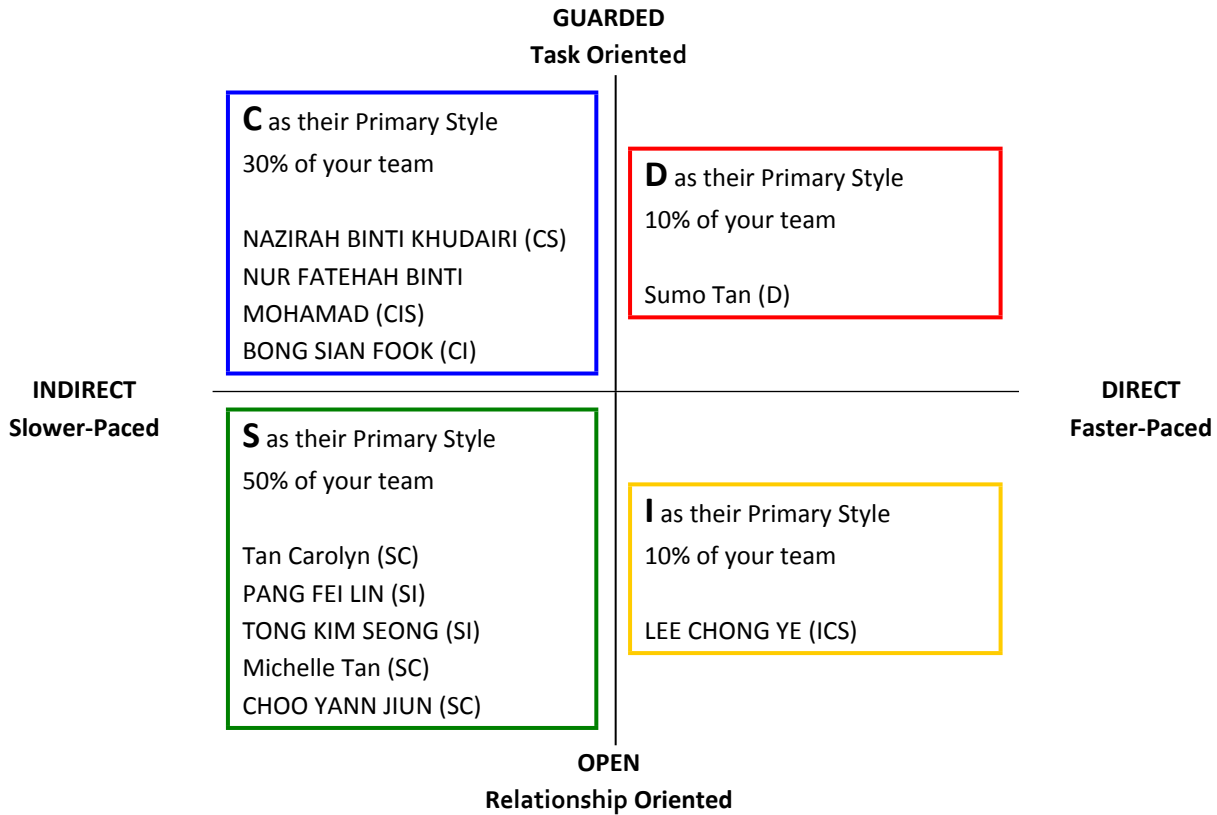 GUARDED
Task Oriented
C as their Primary Style
30% of your team
NAZIRAH BINTI KHUDAIRI (CS)
NUR FATEHAH BINTI
MOHAMAD (CIS)
BONG SIAN FOOK (CI)
D as their Primary Style
10% of your team
Sumo Tan (D)
INDIRECT
Slower-Paced
DIRECT
Faster-Paced
S as their Primary Style
50% of your team
Tan Carolyn (SC)
PANG FEI LIN (SI)
TONG KIM SEONG (SI)
Michelle Tan (SC)
CHOO YANN JIUN (SC)
I as their Primary Style
10% of your team
LEE CHONG YE (ICS)
OPEN
Relationship Oriented